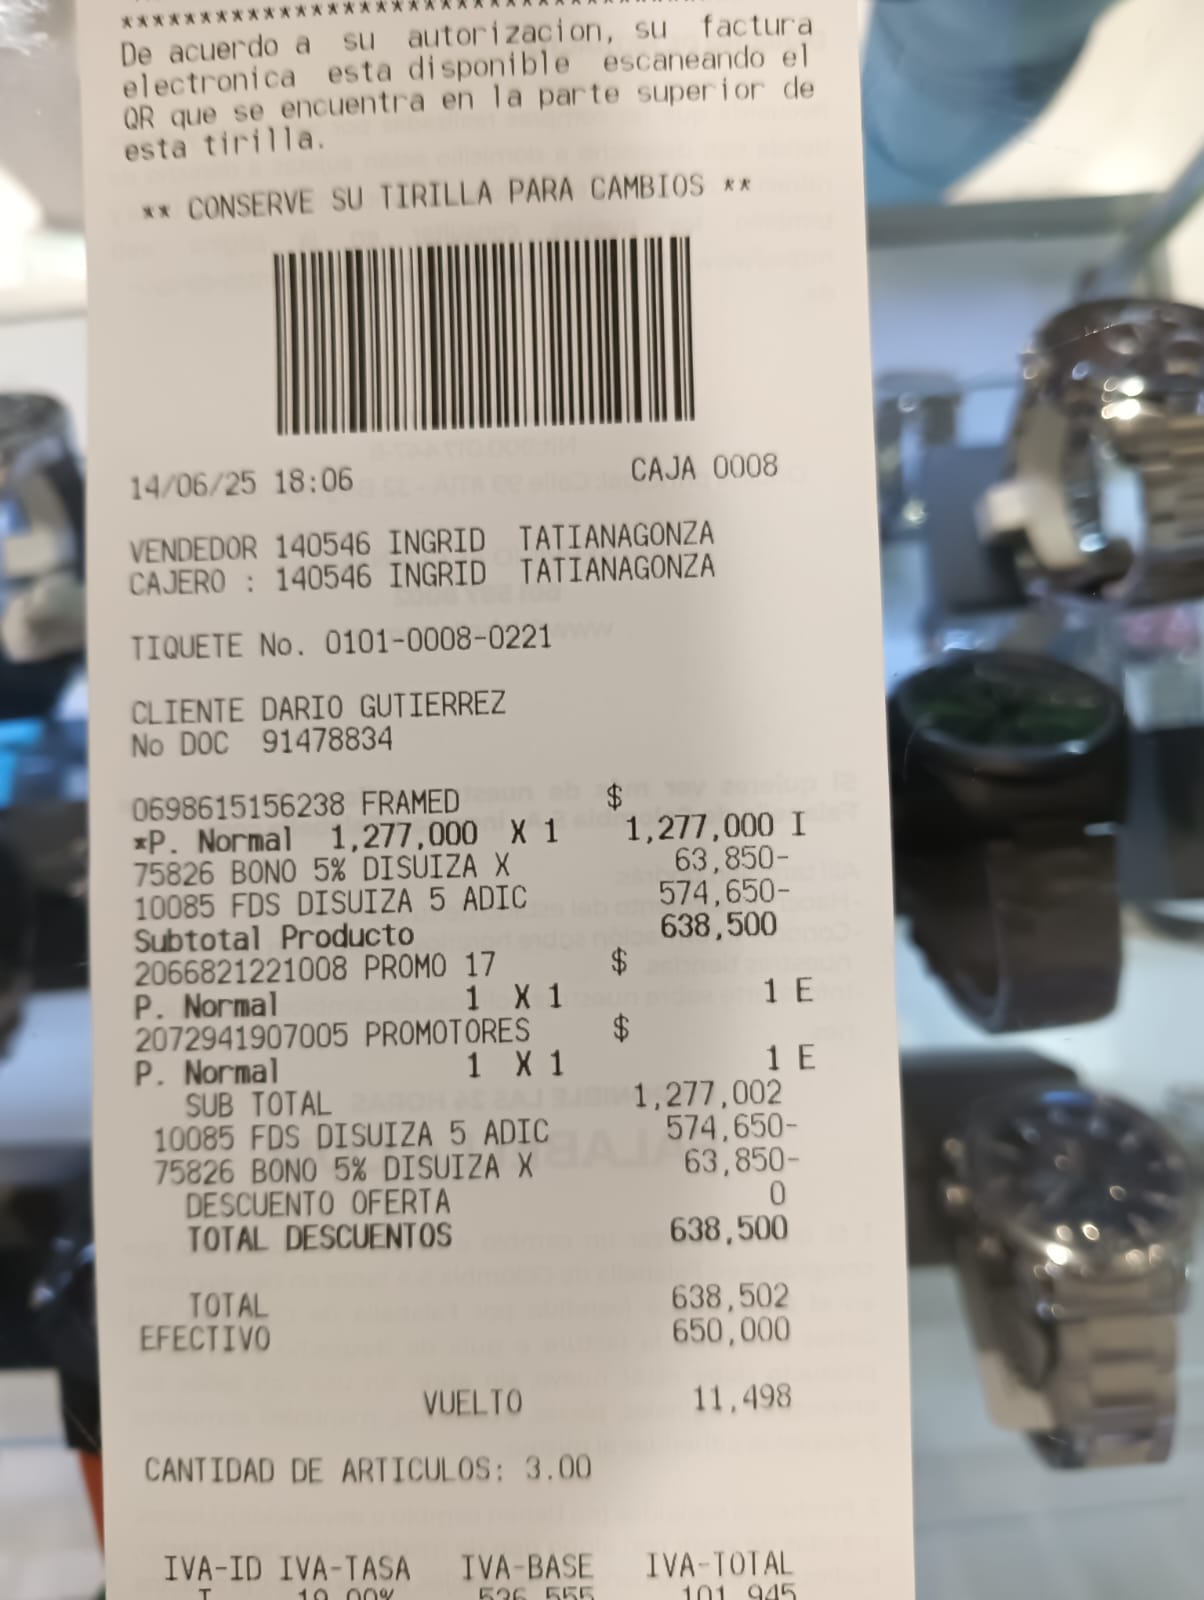 ****************************************
De acuerdo a su autorizacion, su factura
electronica esta disponible escaneando el
QR que se encuentra en la parte superior de
esta tirilla.
** CONSERVE SU TIRILLA PARA CAMBIOS **
14/06/25 18:06 CAJA 0008
VENDEDOR 140546 INGRID TATIANAGONZA
CAJERO : 140546 INGRID TATIANAGONZA
TIQUETE No. 0101-0008-0221
CLIENTE DARIO GUTIERREZ
No DOC 91478834
0698615156238 FRAMED $
*P. Normal 1,277,000 X 1 1,277,000 I
75826 BONO 5% DISUIZA X 63,850-
10085 FDS DISUIZA 5 ADIC 574,650-
Subtotal Producto 638,500
2066821221008 PROMO 17 $
P. Normal 1 X 1 1 E
2072941907005 PROMOTORES $
P. Normal 1 X 1 1 E
SUB TOTAL 1,277,002
10085 FDS DISUIZA 5 ADIC 574,650-
75826 BONO 5% DISUIZA X 63,850-
DESCUENTO OFERTA 0
TOTAL DESCUENTOS 638,500
TOTAL 638,502
EFECTIVO 650,000
VUELTO 11,498
CANTIDAD DE ARTICULOS: 3.00
IVA-ID IVA-TASA IVA-BASE IVA-TOTAL
I 19.00% 536,555 101,945